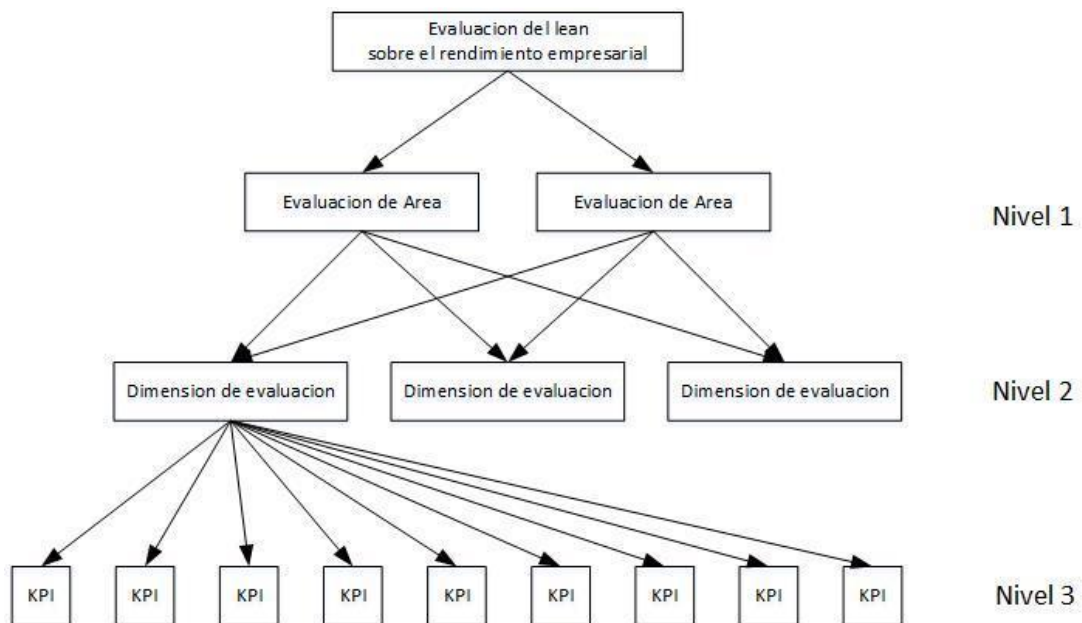 Evaluacion del lean
sobre el rendimiento empresarial
Evaluacion de Area
Evaluacion de Area
Nivel 1
Dimension de evaluacion
Dimension de evaluacion
Dimension de evaluacion
Nivel 2
KPI
KPI
KPI
KPI
KPI
KPI
KPI
KPI
KPI
Nivel 3